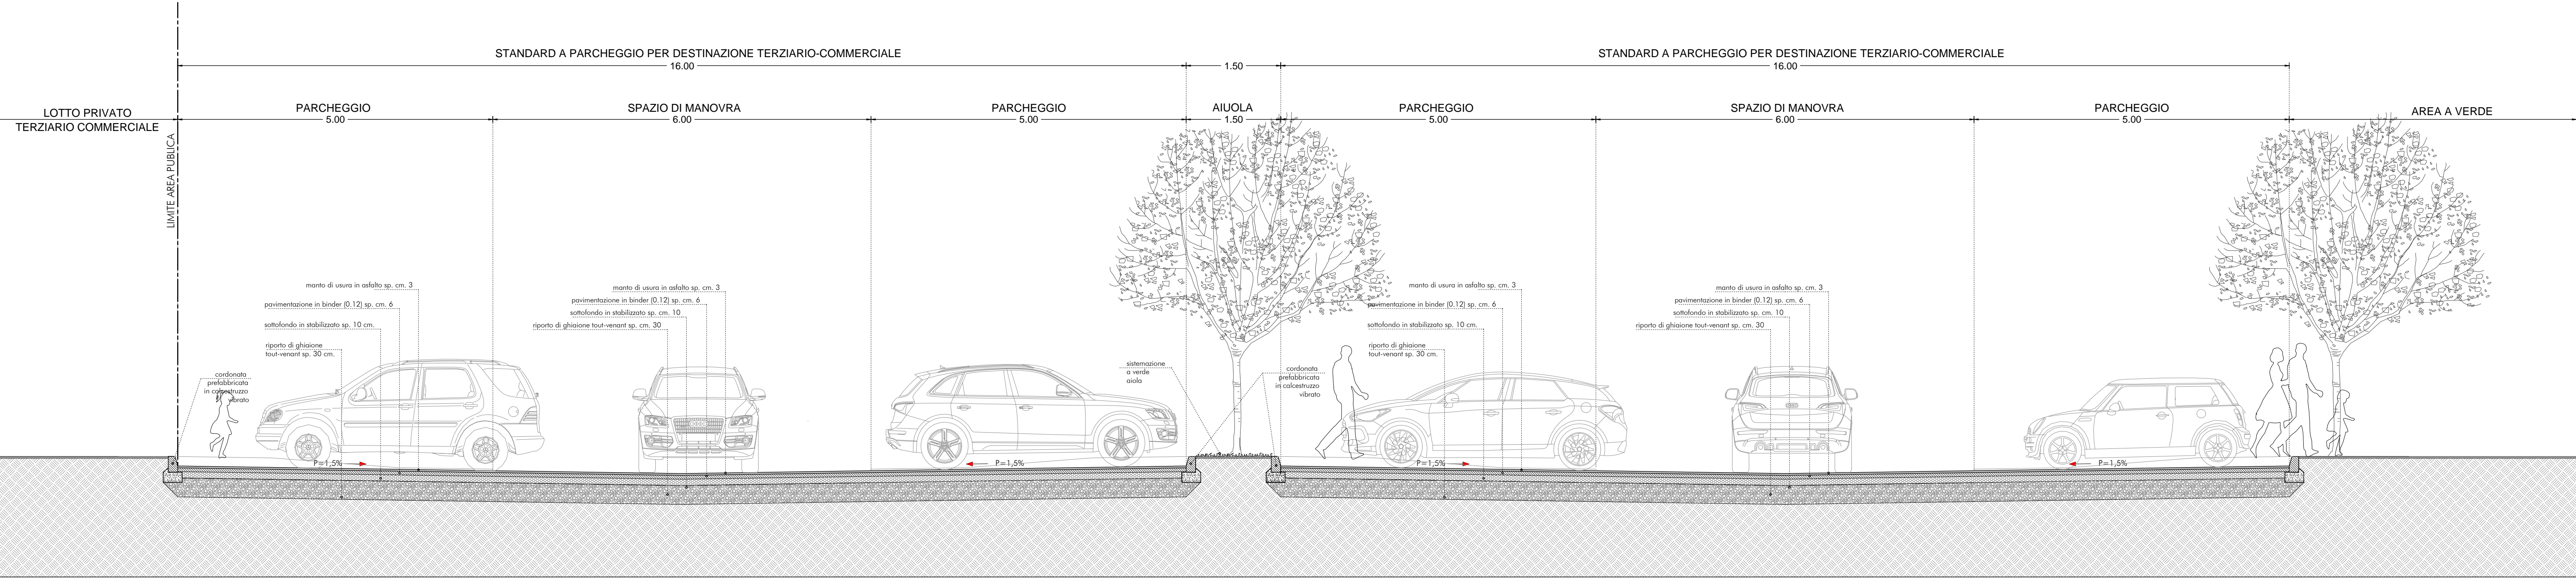 STANDARD A PARCHEGGIO PER DESTINAZIONE TERZIARIO-COMMERCIALE
16.00
1.50
STANDARD A PARCHEGGIO PER DESTINAZIONE TERZIARIO-COMMERCIALE
16.00
LOTTO PRIVATO
TERZIARIO COMMERCIALE
LIMITE AREA PUBLICA
PARCHEGGIO
5.00
SPAZIO DI MANOVRA
6.00
PARCHEGGIO
5.00
AIUOLA
1.50
PARCHEGGIO
5.00
SPAZIO DI MANOVRA
6.00
PARCHEGGIO
5.00
AREA A VERDE
manto di usura in asfalto sp. cm. 3
pavimentazione in binder (0.12) sp. cm. 6
sottofondo in stabilizzato sp. 10 cm.
riporto di ghiaione
tout-venant sp. 30 cm.
cordonata
prefabbricata
in calcestruzzo
vibrato
manto di usura in asfalto sp. cm. 3
pavimentazione in binder (0.12) sp. cm. 6
sottofondo in stabilizzato sp. cm. 10
riporto di ghiaione tout-venant sp. cm. 30
sistemazione
a verde
aiola
cordonata
prefabbricata
in calcestruzzo
vibrato
manto di usura in asfalto sp. cm. 3
pavimentazione in binder (0.12) sp. cm. 6
sottofondo in stabilizzato sp. 10 cm.
riporto di ghiaione
tout-venant sp. 30 cm.
manto di usura in asfalto sp. cm. 3
pavimentazione in binder (0.12) sp. cm. 6
sottofondo in stabilizzato sp. cm. 10
riporto di ghiaione tout-venant sp. cm. 30
P=1,5%
P=1,5%
P=1,5%
P=1,5%